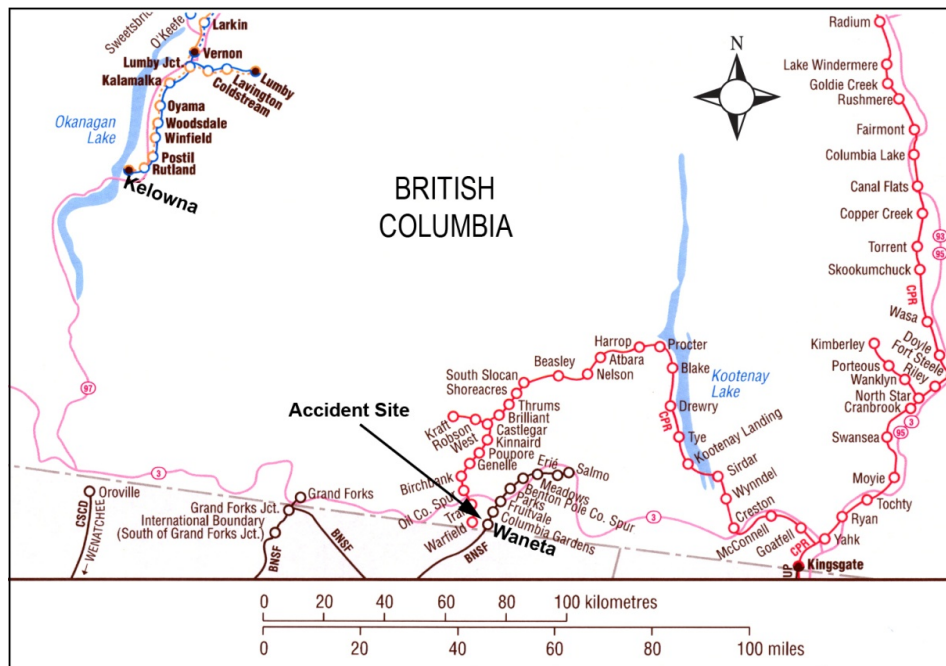 Sweetsbri
O'Keefe
Larkin
Vernon
Lumby Jct.
Kalamalka
Lumby
Lavington
Coldstream
Oyama
Woodsdale
Winfield
Postil
Rutland
Kelowna
Okanagan
Lake
N
BRITISH
COLUMBIA
Radium
Lake Windermere
Goldie Creek
Rushmere
Fairmont
Columbia Lake
Canal Flats
Copper Creek
93
95
Torrent
Skookumchuck
CPR
Wasa
Doyle
Fort Steele
Riley
Kimberley
Porteous
Wanklyn
North Star
Cranbrook
3
95
Swansea
Moyie
Tochty
Ryan
Yahk
Harrop
Procter
Atbara
Beasley
Nelson
Blake
Kootenay
Lake
South Slocan
Shoreacres
Thrums
Brilliant
Kraft
Robson
West
Castlegar
Kinnaird
Poupore
Genelle
Birchbank
Drewry
CPR
Tye
Kootenay Landing
Sirdar
Wynndel
Creston
McConnell
Goatfell
CPR
Kingsgate
UP
Accident Site
97
3
3
Erie
Salmo
Meadows
Benton Pole Co. Spur
Parks
Fruitvale
Columbia Gardens
Waneta
Oil Co. Spur
Trail
Warfield
BNSF
Oroville
CSCD
← WENATCHEE
Grand Forks
Grand Forks Jct.
International Boundary
(South of Grand Forks Jct.)
BNSF
BNSF
0 20 40 60 80 100 kilometres
0 20 40 60 80 100 miles